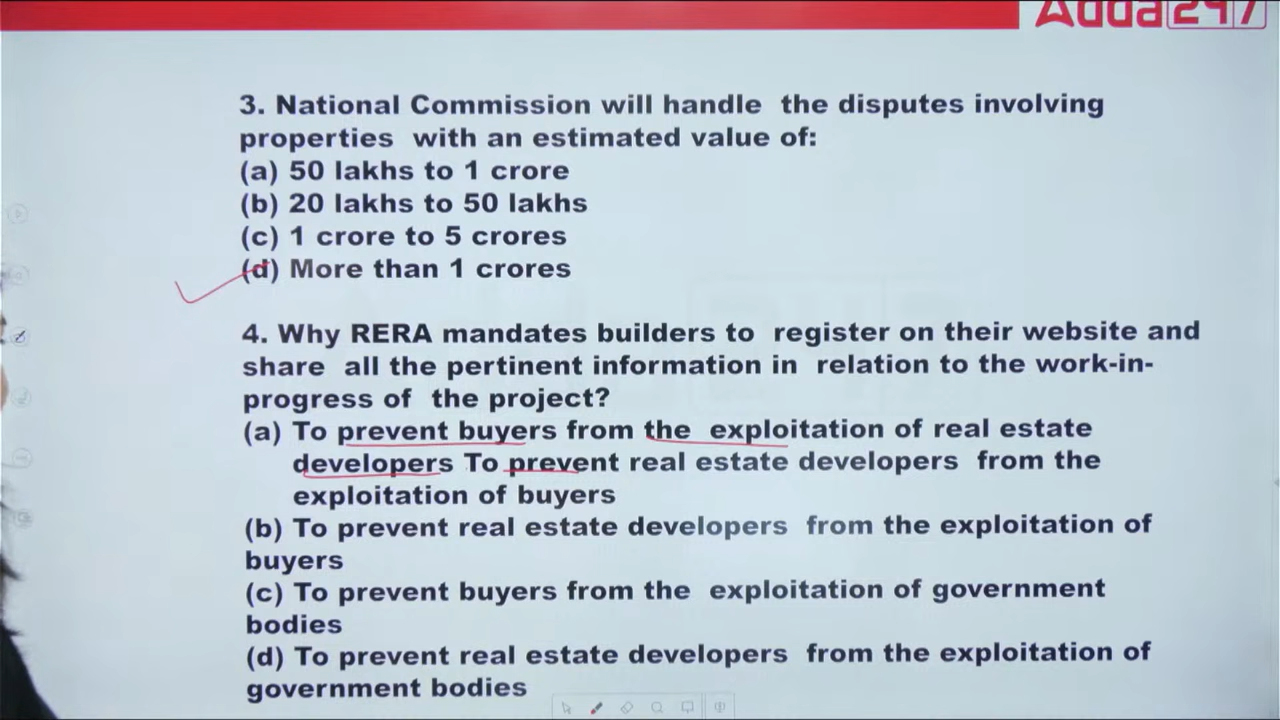 Adda247
3. National Commission will handle the disputes involving
properties with an estimated value of:
(a) 50 lakhs to 1 crore
(b) 20 lakhs to 50 lakhs
(c) 1 crore to 5 crores
(d) More than 1 crores
4. Why RERA mandates builders to register on their website and
share all the pertinent information in relation to the work-in-
progress of the project?
(a) To prevent buyers from the exploitation of real estate
developers To prevent real estate developers from the
exploitation of buyers
(b) To prevent real estate developers from the exploitation of
buyers
(c) To prevent buyers from the exploitation of government
bodies
(d) To prevent real estate developers from the exploitation of
government bodies